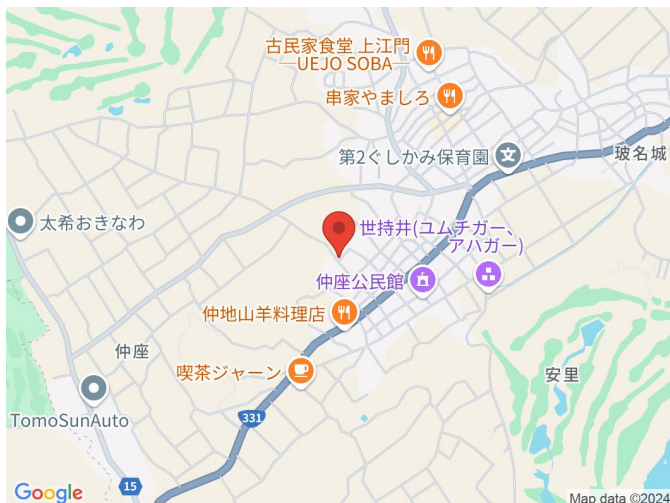 古民家食堂 上江門
―UEJO SOBA―
串家やましろ
第2ぐしかみ保育園
玻名城
太希おきなわ
世持井(ユムチガー、
アハガー)
仲座公民館
仲地山羊料理店
仲座
喫茶ジャーン
安里
TomoSunAuto
331
15
Google
Map data ©2024